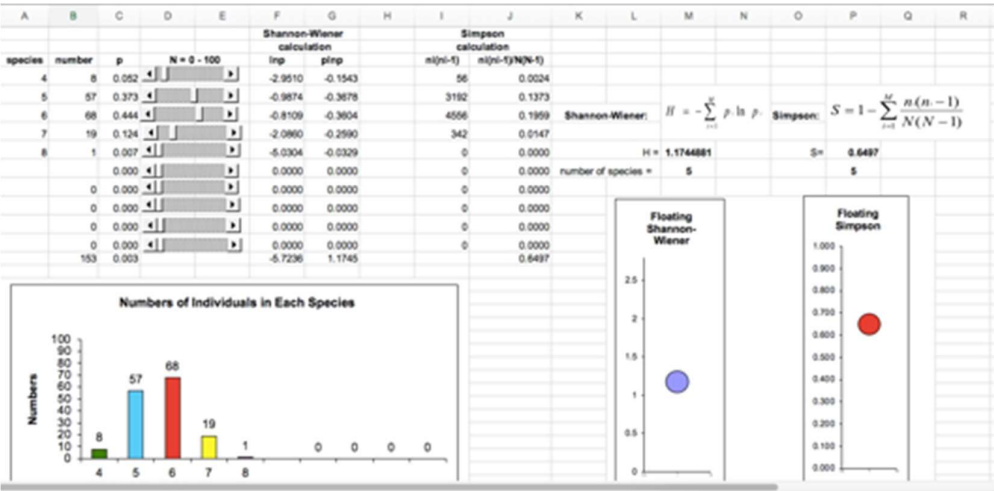 A B C D E F G H I J K L M N O P Q R
Shannon-Wiener Simpson
calculation calculation
species number p N = 0 - 100 lnp plnp ni(ni-1) ni(ni-1)/N(N-1)
4 8 0.052 -2.9510 -0.1543 56 0.0024
5 57 0.373 -0.9874 -0.3678 3192 0.1373
6 68 0.444 -0.8109 -0.3604 4556 0.1959 Shannon-Wiener: H = -∑ p. ln p. Simpson: S = 1 - ∑ n(n.-1) / N(N-1)
7 19 0.124 -2.0860 -0.2590 342 0.0147
8 1 0.007 -5.0304 -0.0329 0 0.0000 H = 1.1744881 S= 0.6497
0.000 0.0000 0.0000 0 0.0000 number of species = 5 5
0 0.000 0.0000 0.0000 0 0.0000
0 0.000 0.0000 0.0000 0 0.0000
0 0.000 0.0000 0.0000 0 0.0000
0 0.000 0.0000 0.0000 0 0.0000
153 0.003 -5.7236 1.1745 0.6497
Numbers of Individuals in Each Species
Numbers
100
90
80
70
60
50
40
30
20
10
0
8 57 68 19 1 0 0 0 0
4 5 6 7 8
Floating
Shannon-
Wiener
2.5
2
1.5
1
0.5
0
Floating
Simpson
1.000
0.900
0.800
0.700
0.600
0.500
0.400
0.300
0.200
0.100
0.000